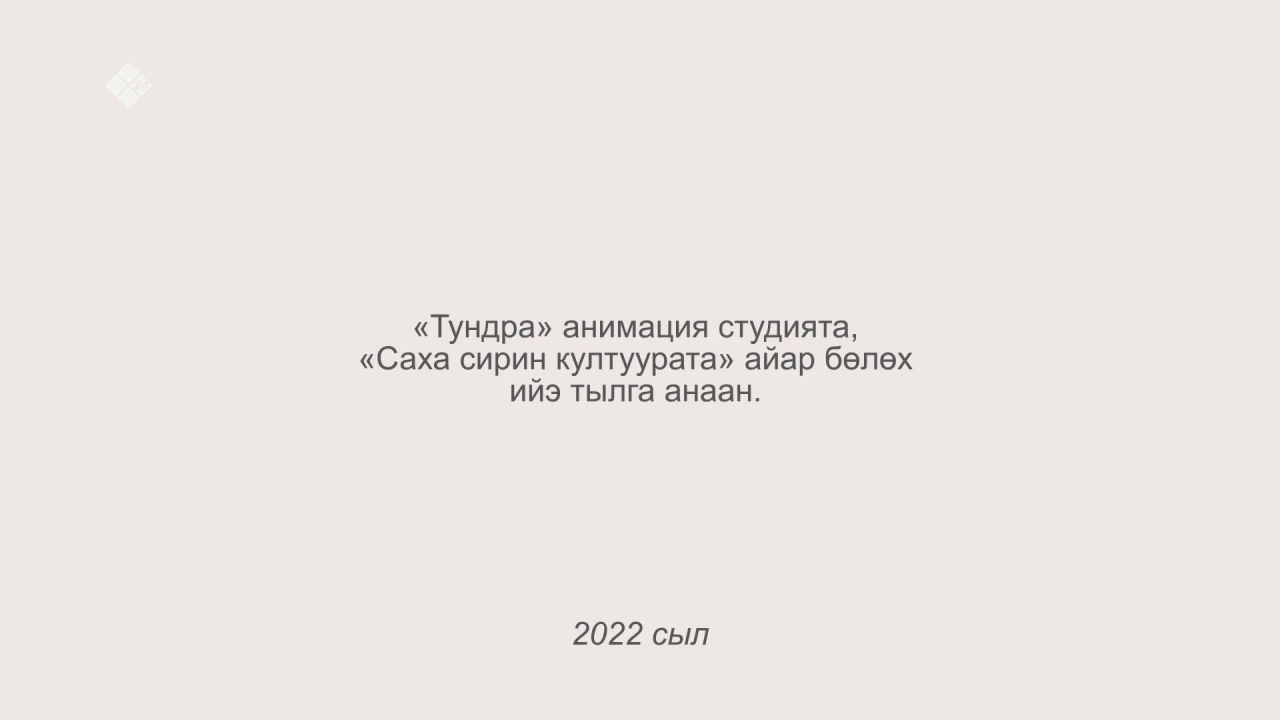 «Тундра» анимация студията,
«Саха сирин култуурата» айар бөлөх
ийэ тылга анаан.
2022 сыл